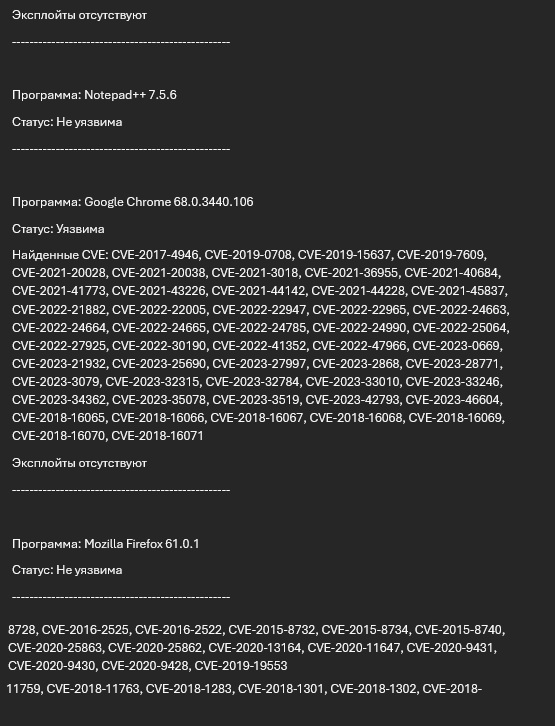 Эксплойты отсутствуют
--------------------------------------------------
Программа: Notepad++ 7.5.6
Статус: Не уязвима
--------------------------------------------------
Программа: Google Chrome 68.0.3440.106
Статус: Уязвима
Найденные CVE: CVE-2017-4946, CVE-2019-0708, CVE-2019-15637, CVE-2019-7609,
CVE-2021-20028, CVE-2021-20038, CVE-2021-3018, CVE-2021-36955, CVE-2021-40684,
CVE-2021-41773, CVE-2021-43226, CVE-2021-44142, CVE-2021-44228, CVE-2021-45837,
CVE-2022-21882, CVE-2022-22005, CVE-2022-22947, CVE-2022-22965, CVE-2022-24663,
CVE-2022-24664, CVE-2022-24665, CVE-2022-24785, CVE-2022-24990, CVE-2022-25064,
CVE-2022-27925, CVE-2022-30190, CVE-2022-41352, CVE-2022-47966, CVE-2023-0669,
CVE-2023-21932, CVE-2023-25690, CVE-2023-27997, CVE-2023-2868, CVE-2023-28771,
CVE-2023-3079, CVE-2023-32315, CVE-2023-32784, CVE-2023-33010, CVE-2023-33246,
CVE-2023-34362, CVE-2023-35078, CVE-2023-3519, CVE-2023-42793, CVE-2023-46604,
CVE-2018-16065, CVE-2018-16066, CVE-2018-16067, CVE-2018-16068, CVE-2018-16069,
CVE-2018-16070, CVE-2018-16071
Эксплойты отсутствуют
--------------------------------------------------
Программа: Mozilla Firefox 61.0.1
Статус: Не уязвима
--------------------------------------------------
8728, CVE-2016-2525, CVE-2016-2522, CVE-2015-8732, CVE-2015-8734, CVE-2015-8740,
CVE-2020-25863, CVE-2020-25862, CVE-2020-13164, CVE-2020-11647, CVE-2020-9431,
CVE-2020-9430, CVE-2020-9428, CVE-2019-19553
11759, CVE-2018-11763, CVE-2018-1283, CVE-2018-1301, CVE-2018-1302, CVE-2018-